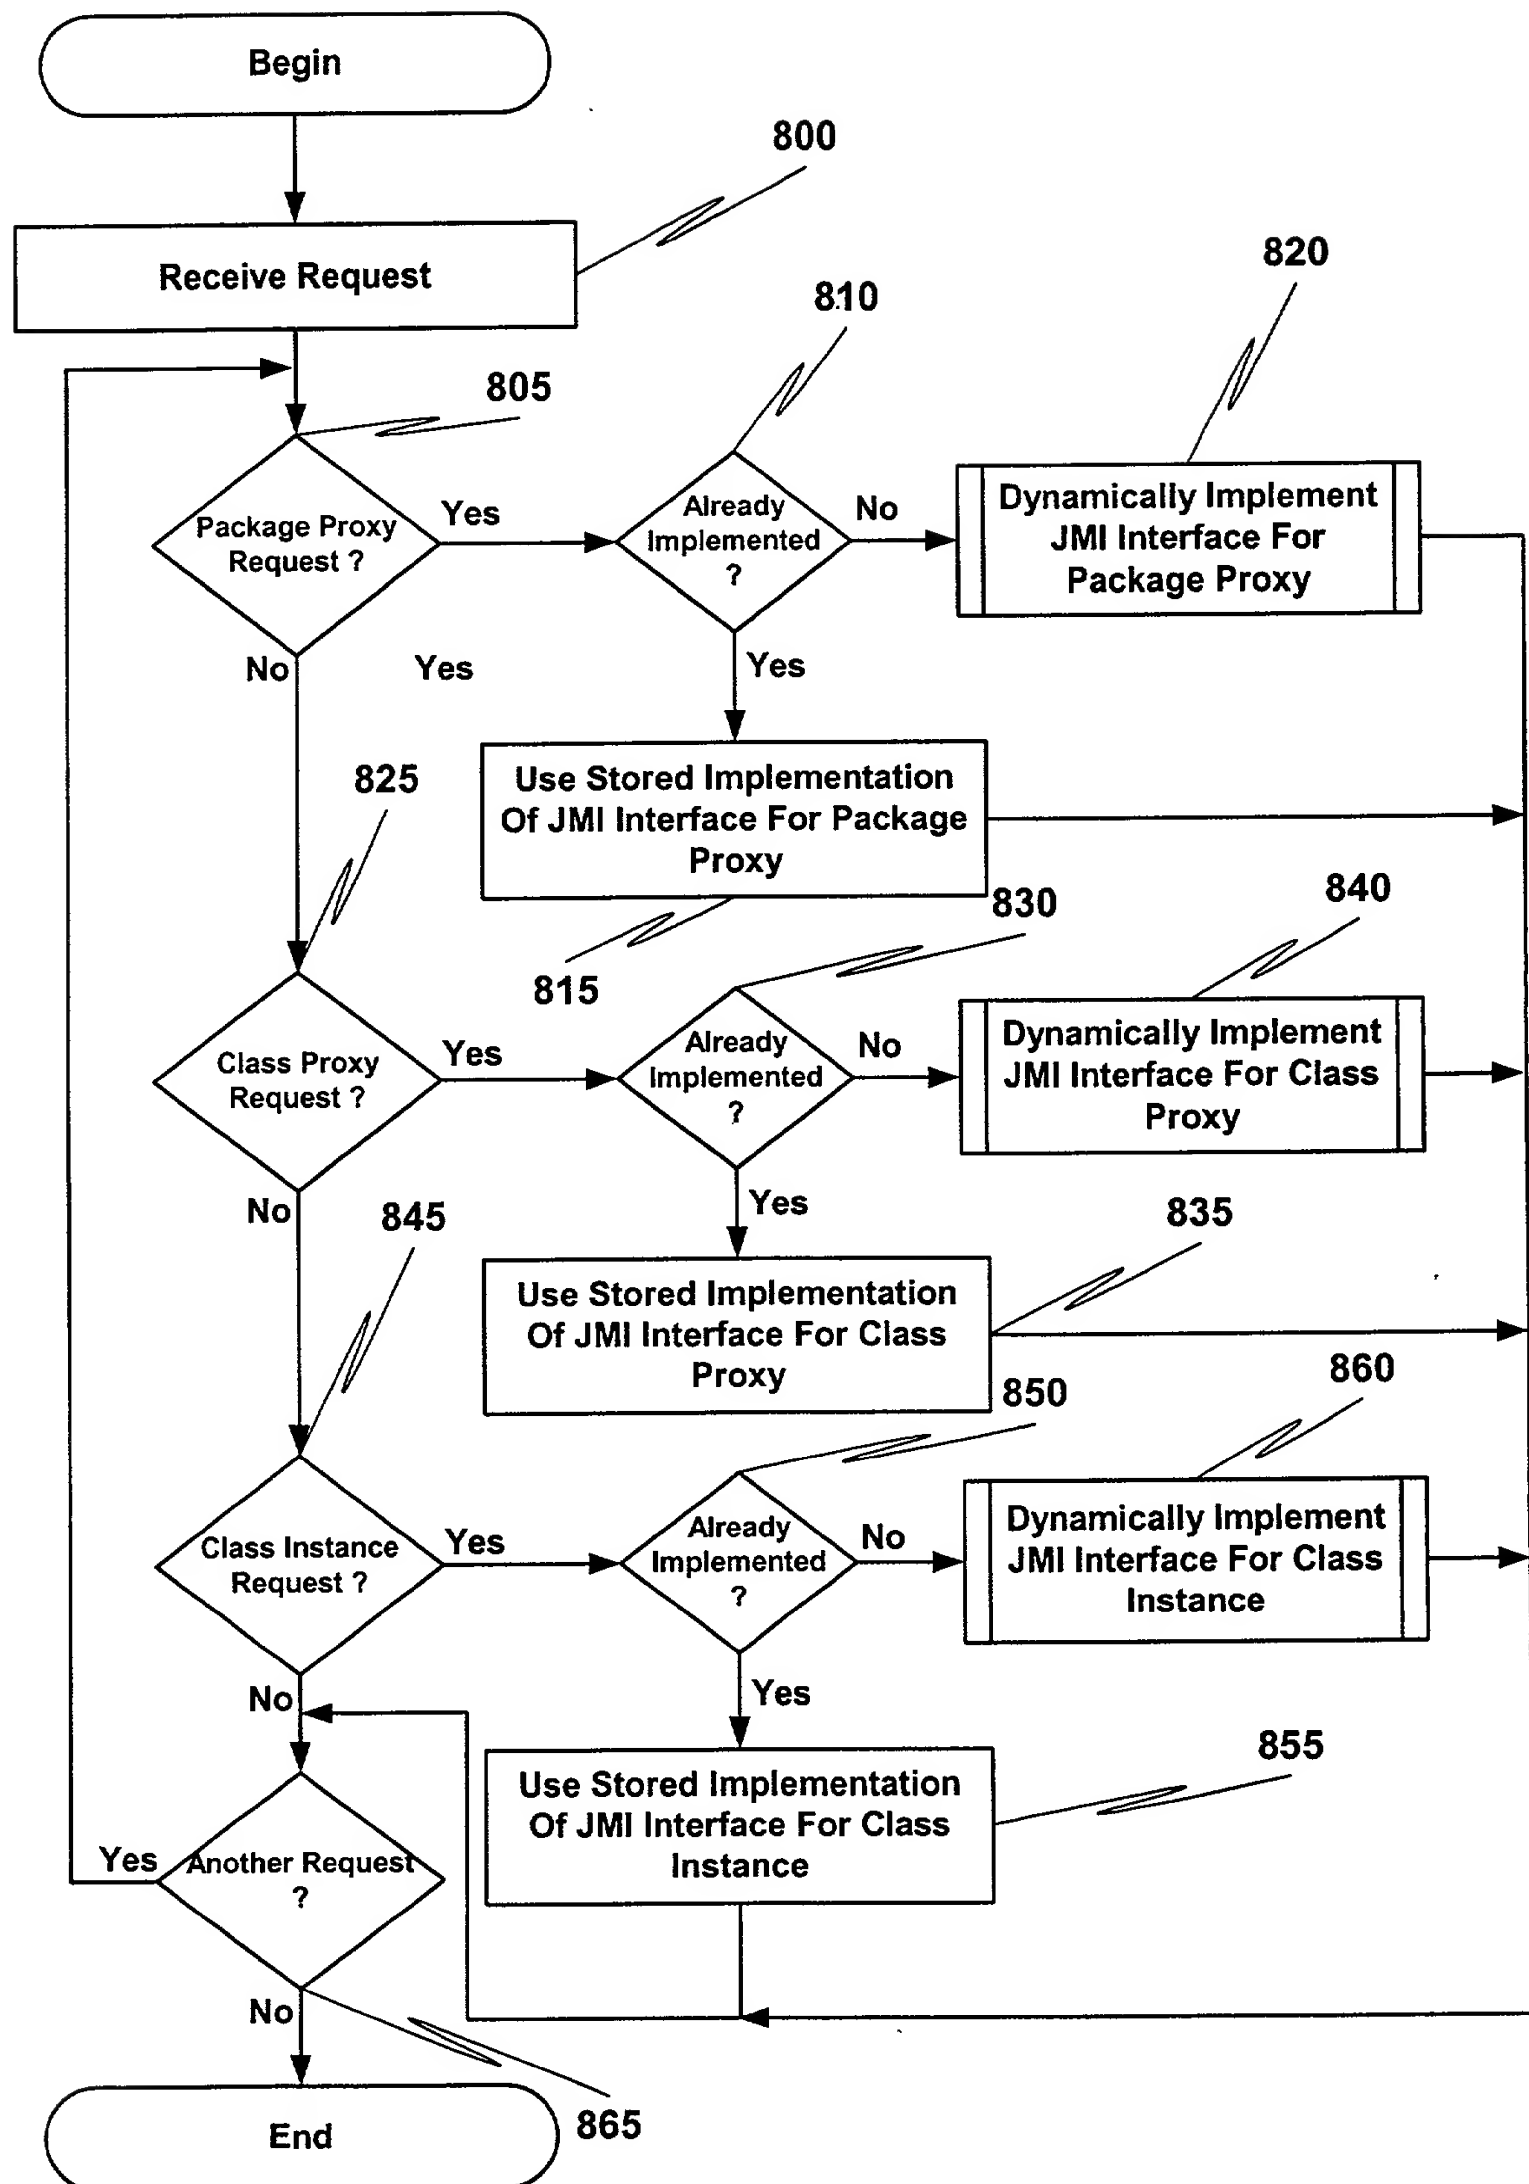 Begin
800
Receive Request
820
810
805
Package Proxy
Request ?
Yes
Already
Implemented
?
No
Dynamically Implement
JMI Interface For
Package Proxy
No
Yes
Yes
Use Stored Implementation
Of JMI Interface For Package
Proxy
825
815
830
840
Class Proxy
Request ?
Yes
Already
Implemented
?
No
Dynamically Implement
JMI Interface For Class
Proxy
No
Yes
845
835
Use Stored Implementation
Of JMI Interface For Class
Proxy
850
860
Class Instance
Request ?
Yes
Already
Implemented
?
No
Dynamically Implement
JMI Interface For Class
Instance
No
Yes
855
Use Stored Implementation
Of JMI Interface For Class
Instance
Yes
Another Request
?
No
865
End